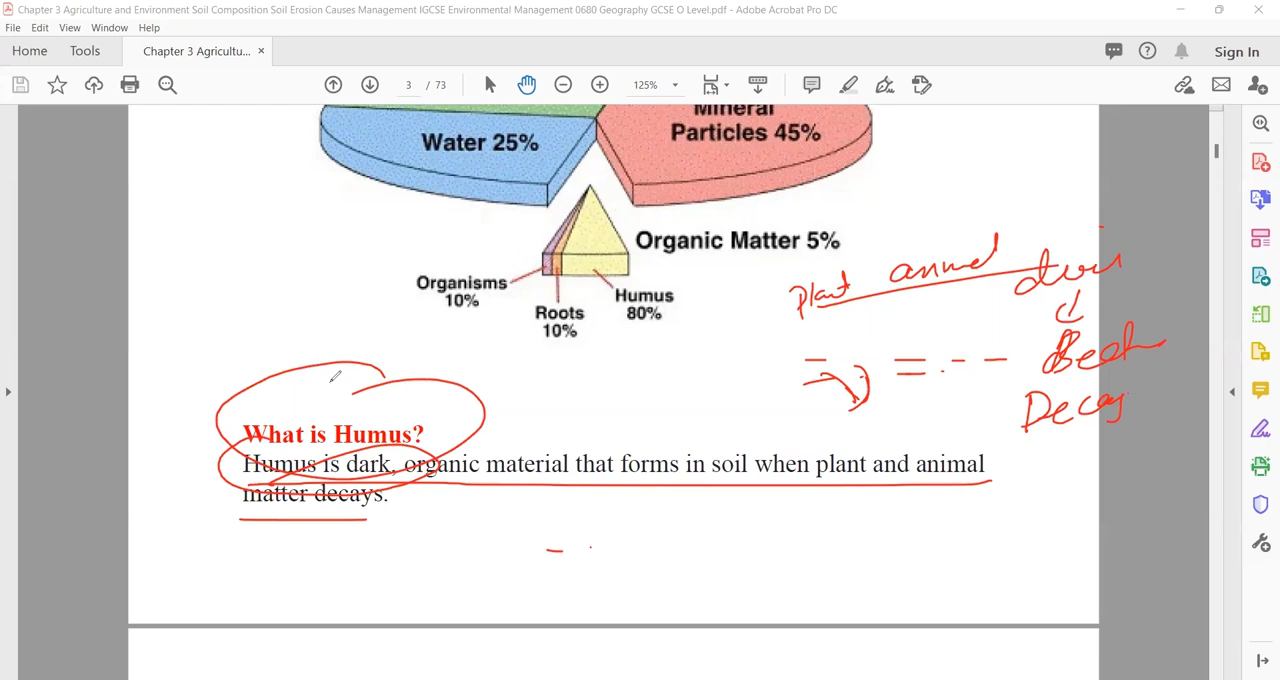 Chapter 3 Agriculture and Environment Soil Composition Soil Erosion Causes Management IGCSE Environmental Management 0680 Geography GCSE O Level.pdf - Adobe Acrobat Pro DC
File Edit View Window Help
Home Tools Chapter 3 Agricultu... × Sign In
3 / 73 125%
Mineral
Particles 45%
Water 25%
Organic Matter 5%
Organisms
10%
Roots
10%
Humus
80%
plant animal
Decay
What is Humus?
Humus is dark, organic material that forms in soil when plant and animal
matter decays.